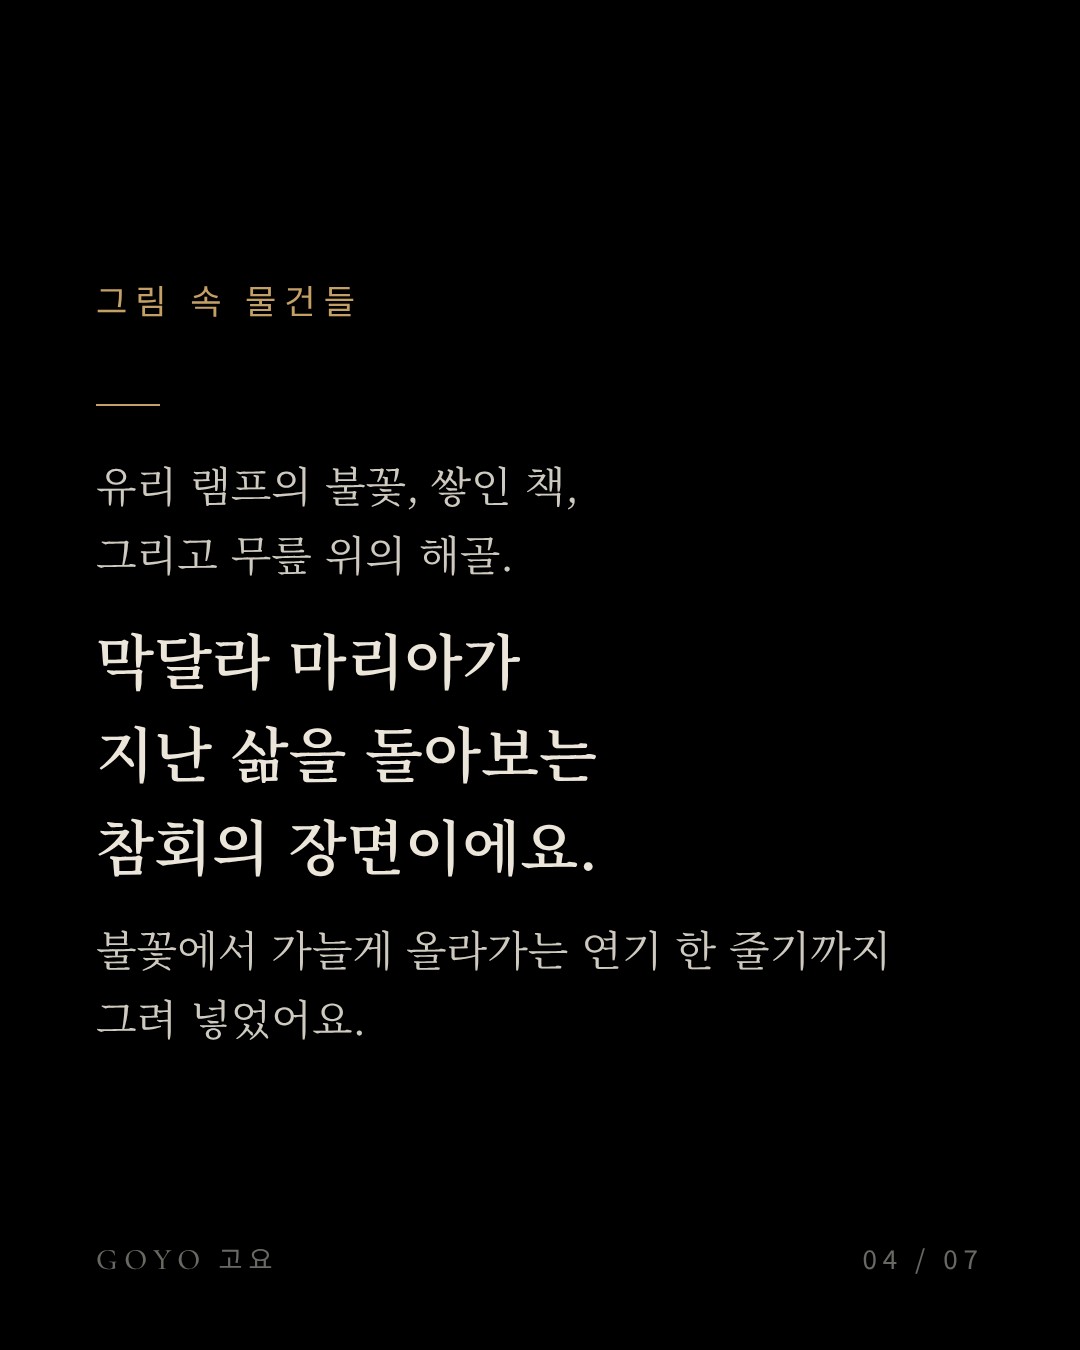 그림 속 물건들
유리 램프의 불꽃, 쌓인 책,
그리고 무릎 위의 해골.
막달라 마리아가
지난 삶을 돌아보는
참회의 장면이에요.
불꽃에서 가늘게 올라가는 연기 한 줄기까지
그려 넣었어요.
GOYO 고요
04 / 07